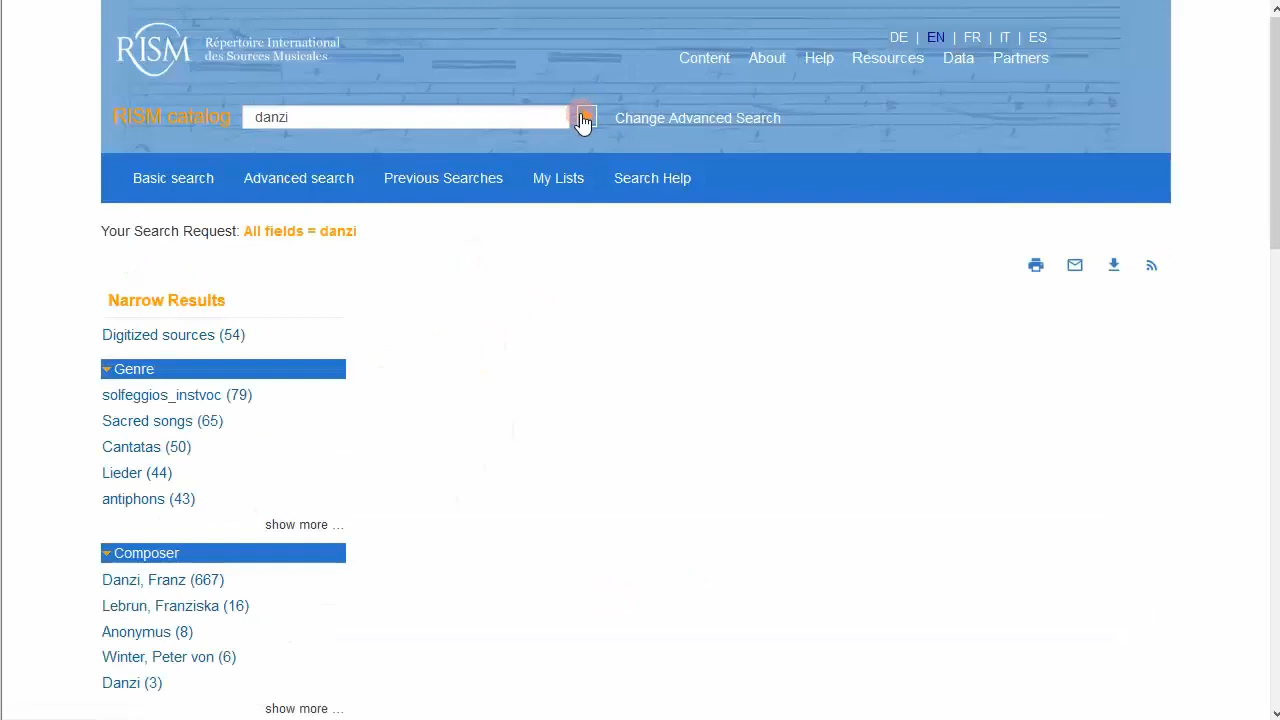 DE | EN | FR | IT | ES
RISM Répertoire International
des Sources Musicales
Content About Help Resources Data Partners
RISM catalog danzi Change Advanced Search
Basic search Advanced search Previous Searches My Lists Search Help
Your Search Request: All fields = danzi
Narrow Results
Digitized sources (54)
Genre
solfeggios_instvoc (79)
Sacred songs (65)
Cantatas (50)
Lieder (44)
antiphons (43)
show more ...
Composer
Danzi, Franz (667)
Lebrun, Franziska (16)
Anonymus (8)
Winter, Peter von (6)
Danzi (3)
show more ...